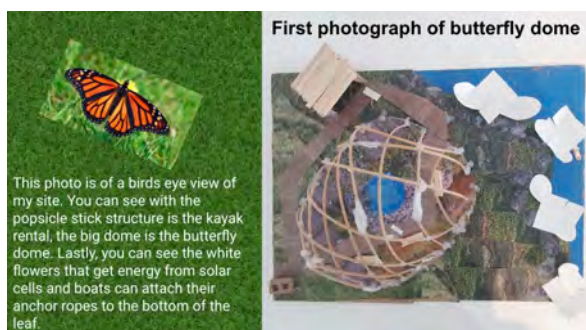 First photograph of butterfly dome
This photo is of a birds eye view of
my site. You can see with the
popsicle stick structure is the kayak
rental, the big dome is the butterfly
dome. Lastly, you can see the white
flowers that get energy from solar
cells and boats can attach their
anchor ropes to the bottom of the
leaf.